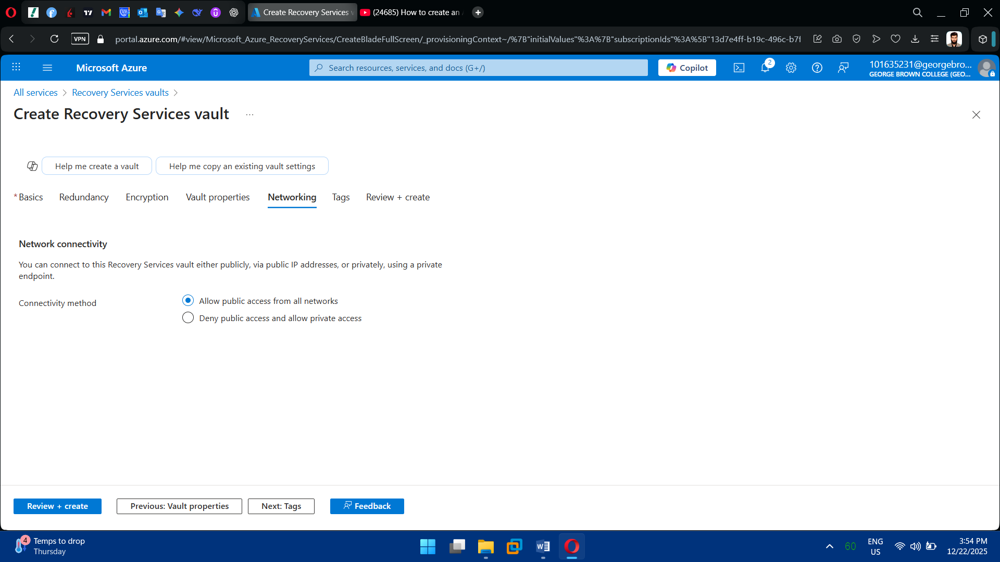 Create Recovery Services v
(24685) How to create an
VPN
portal.azure.com/#view/Microsoft_Azure_RecoveryServices/CreateBladeFullScreen/_provisioningContext~/%7B"initialValues"%3A%7B"subscriptionIds"%3A%5B"13d7e4ff-b19c-496c-b7f
Microsoft Azure
Search resources, services, and docs (G+/)
Copilot
2
101635231@georgebro...
GEORGE BROWN COLLEGE (GEO...
All services > Recovery Services vaults >
Create Recovery Services vault ...
Help me create a vault
Help me copy an existing vault settings
* Basics Redundancy Encryption Vault properties Networking Tags Review + create
Network connectivity
You can connect to this Recovery Services vault either publicly, via public IP addresses, or privately, using a private
endpoint.
Connectivity method
Allow public access from all networks
Deny public access and allow private access
Review + create
Previous: Vault properties
Next: Tags
Feedback
4
Temps to drop
Thursday
60
ENG
US
3:54 PM
12/22/2025